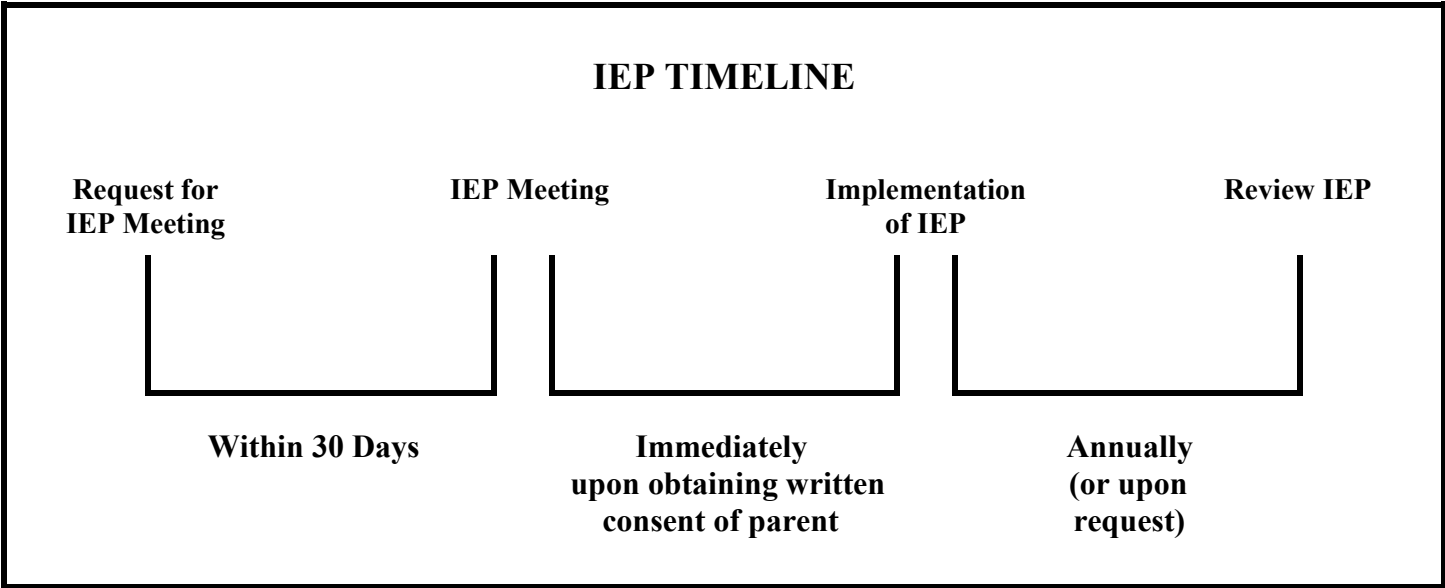 IEP TIMELINE
Request for
IEP Meeting
IEP Meeting
Implementation
of IEP
Review IEP
Within 30 Days
Immediately
upon obtaining written
consent of parent
Annually
(or upon
request)